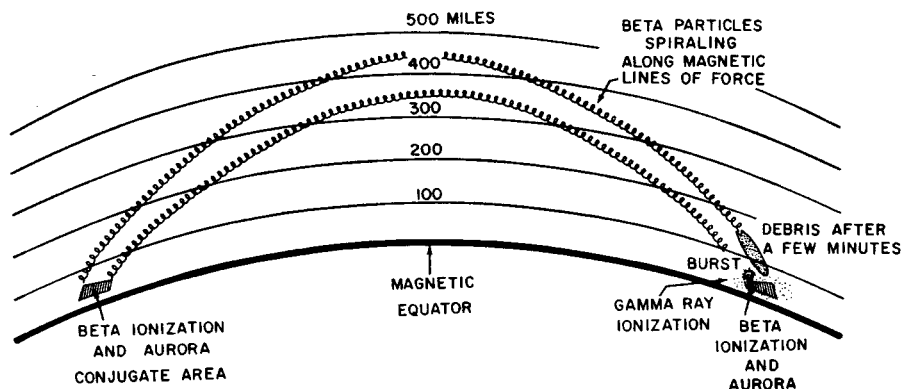 500 MILES
400
300
200
100
BETA PARTICLES
SPIRALING
ALONG MAGNETIC
LINES OF FORCE
DEBRIS AFTER
A FEW MINUTES
BURST
GAMMA RAY
IONIZATION
MAGNETIC
EQUATOR
BETA IONIZATION
AND AURORA
CONJUGATE AREA
BETA
IONIZATION
AND
AURORA